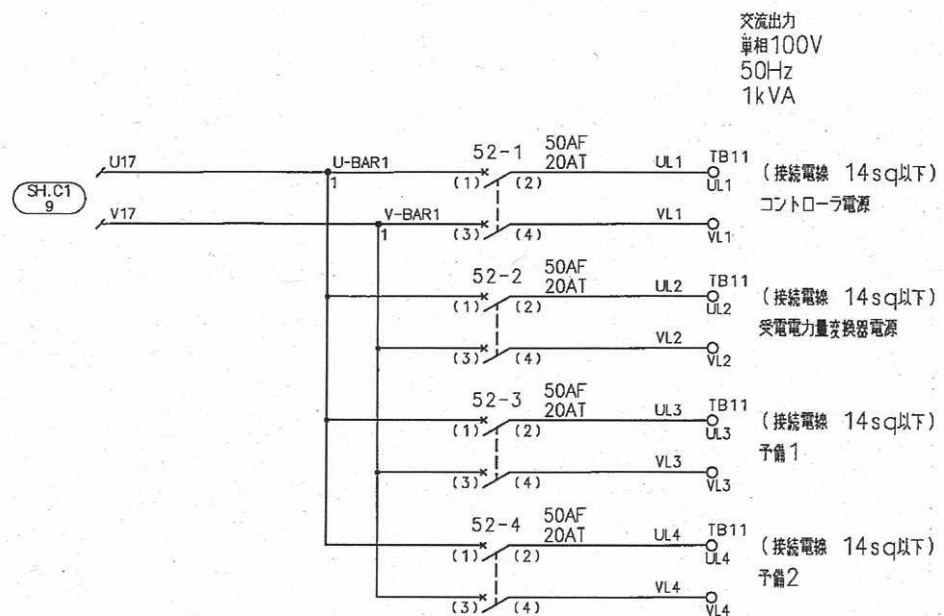 交流出力
単相100V
50Hz
1kVA
SH.C1
9
U17
U-BAR1
1
V17
V-BAR1
1
52-1
50AF
20AT
(1)
(2)
UL1
TB11
UL1
(接続電線 14sq以下)
コントローラ電源
(3)
(4)
VL1
VL1
52-2
50AF
20AT
(1)
(2)
UL2
TB11
UL2
(接続電線 14sq以下)
受電電力量変換器電源
(3)
(4)
VL2
VL2
52-3
50AF
20AT
(1)
(2)
UL3
TB11
UL3
(接続電線 14sq以下)
予備1
(3)
(4)
VL3
VL3
52-4
50AF
20AT
(1)
(2)
UL4
TB11
UL4
(接続電線 14sq以下)
予備2
(3)
(4)
VL4
VL4